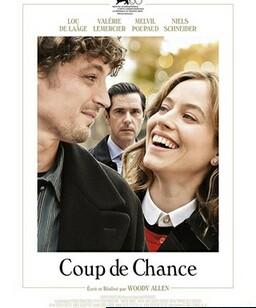 LOU VALÉRIE MELVIL NIELS
DE LAÂGE LEMERCIER POUPAUD SCHNEIDER
Coup de Chance
Écrit et Réalisé par WOODY ALLEN